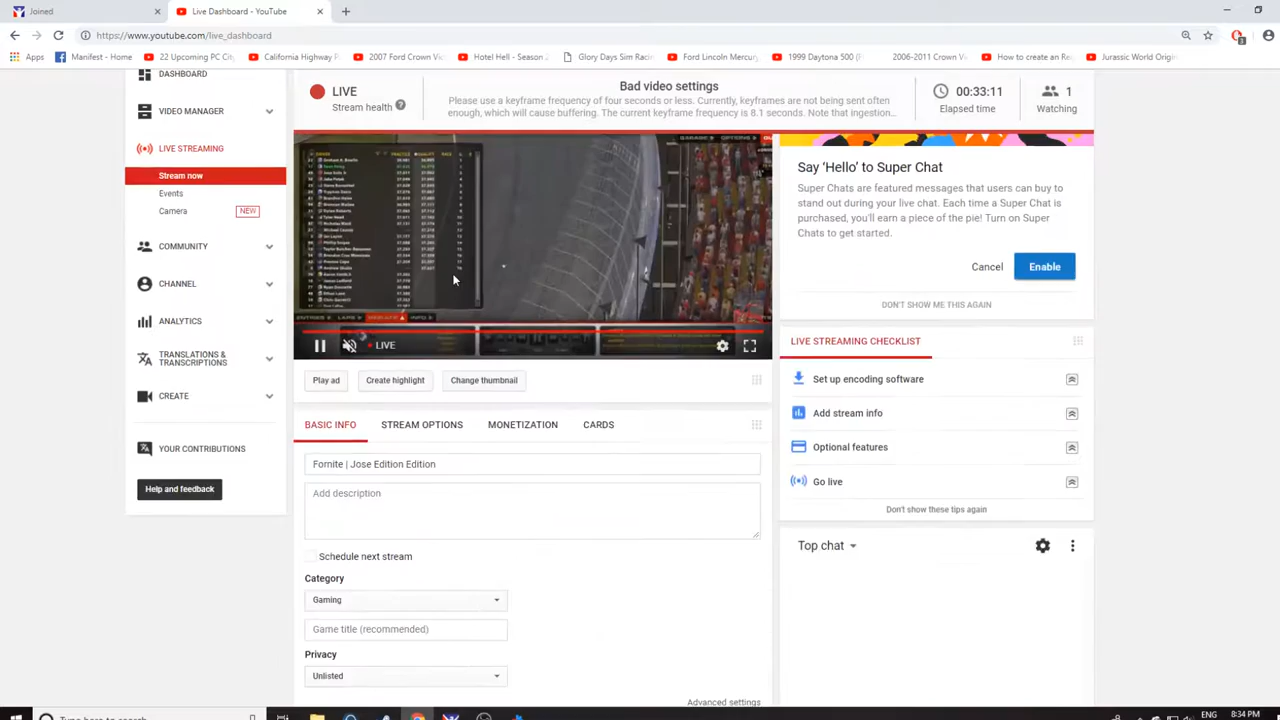 Joined
Live Dashboard - YouTube
https://www.youtube.com/live_dashboard
Apps
Manifest - Home
22 Upcoming PC
California Highway
2007 Ford Crown Vic
Hotel Hell - Season
Glory Days Sim Raci
Ford Lincoln Mercury
1999 Daytona 500 (
2006-2011 Crown V
How to create an Re
Jurassic World Origin
DASHBOARD
VIDEO MANAGER
LIVE STREAMING
Stream now
Events
Camera
NEW
COMMUNITY
CHANNEL
ANALYTICS
TRANSLATIONS &
TRANSCRIPTIONS
CREATE
YOUR CONTRIBUTIONS
Help and feedback
LIVE
Stream health
Bad video settings
Please use a keyframe frequency of four seconds or less. Currently, keyframes are not being sent often
enough, which will cause buffering. The current keyframe frequency is 8.1 seconds. Note that ingestion...
00:33:11
Elapsed time
1
Watching
LIVE
Play ad
Create highlight
Change thumbnail
BASIC INFO
STREAM OPTIONS
MONETIZATION
CARDS
Fornite | Jose Edition Edition
Add description
Schedule next stream
Category
Gaming
Game title (recommended)
Privacy
Unlisted
Advanced settings
Say ‘Hello’ to Super Chat
Super Chats are featured messages that users can buy to
stand out during your live chat. Each time a Super Chat is
purchased, you'll earn a piece of the pie! Turn on Super
Chats to get started.
Cancel
Enable
DON'T SHOW ME THIS AGAIN
LIVE STREAMING CHECKLIST
Set up encoding software
Add stream info
Optional features
Go live
Don't show these tips again
Top chat
Type here to search
ENG
8:34 PM